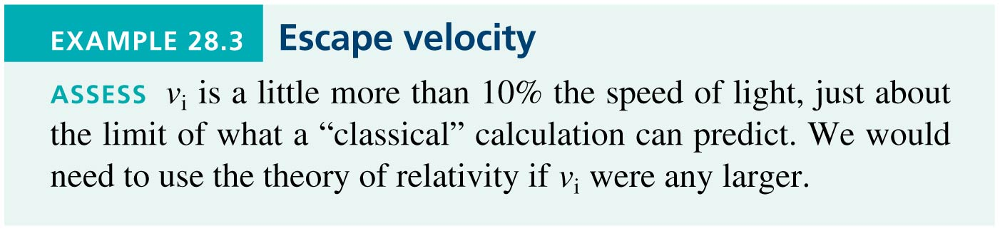 EXAMPLE 28.3 Escape velocity
ASSESS vᵢ is a little more than 10% the speed of light, just about
the limit of what a “classical” calculation can predict. We would
need to use the theory of relativity if vᵢ were any larger.